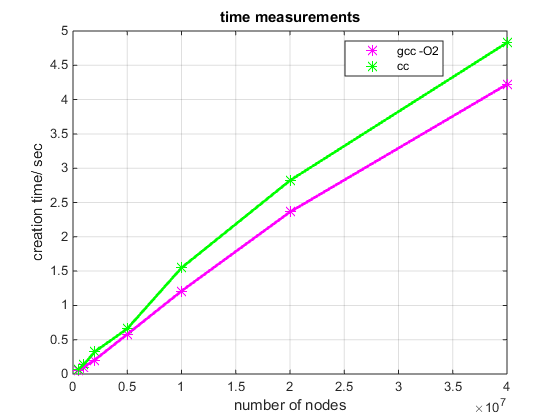 time measurements
gcc -O2
cc
5
4.5
4
3.5
3
2.5
2
1.5
1
0.5
0
creation time/ sec
0 0.5 1 1.5 2 2.5 3 3.5 4
×10^7
number of nodes